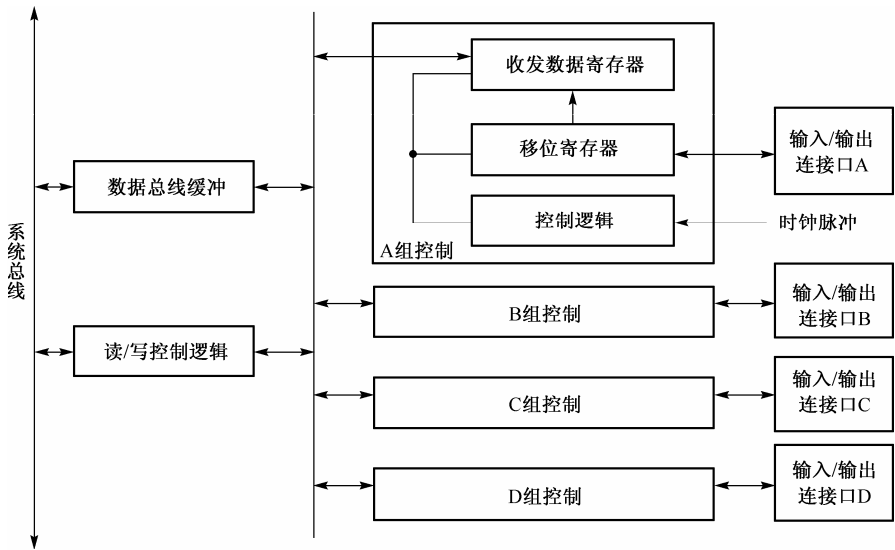 系统总线
数据总线缓冲
读/写控制逻辑
收发数据寄存器
移位寄存器
控制逻辑
A组控制
时钟脉冲
输入/输出
连接口A
B组控制
输入/输出
连接口B
C组控制
输入/输出
连接口C
D组控制
输入/输出
连接口D